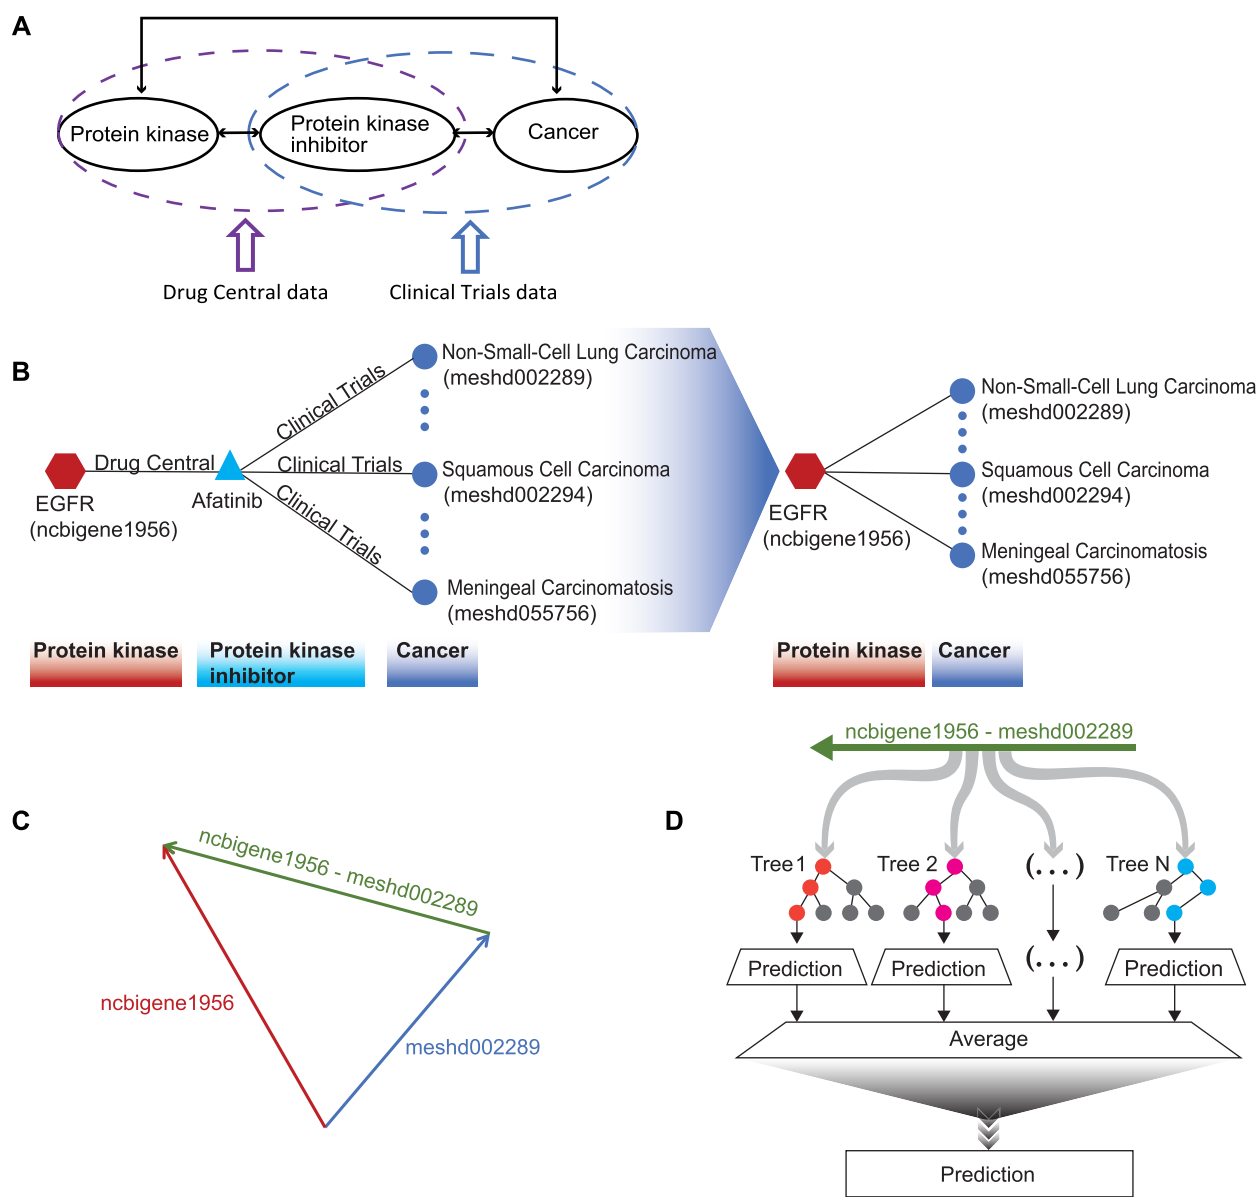 A
Protein kinase
Protein kinase
inhibitor
Cancer
Drug Central data
Clinical Trials data
B
EGFR
(ncbigene1956)
Drug Central
Afatinib
Clinical Trials
Clinical Trials
Clinical Trials
Non-Small-Cell Lung Carcinoma
(meshd002289)
Squamous Cell Carcinoma
(meshd002294)
Meningeal Carcinomatosis
(meshd055756)
EGFR
(ncbigene1956)
Non-Small-Cell Lung Carcinoma
(meshd002289)
Squamous Cell Carcinoma
(meshd002294)
Meningeal Carcinomatosis
(meshd055756)
Protein kinase
Protein kinase
inhibitor
Cancer
Protein kinase
Cancer
C
ncbigene1956 - meshd002289
ncbigene1956
meshd002289
D
ncbigene1956 - meshd002289
Tree1
Tree 2
(...)
Tree N
Prediction
Prediction
(...)
Prediction
Average
Prediction